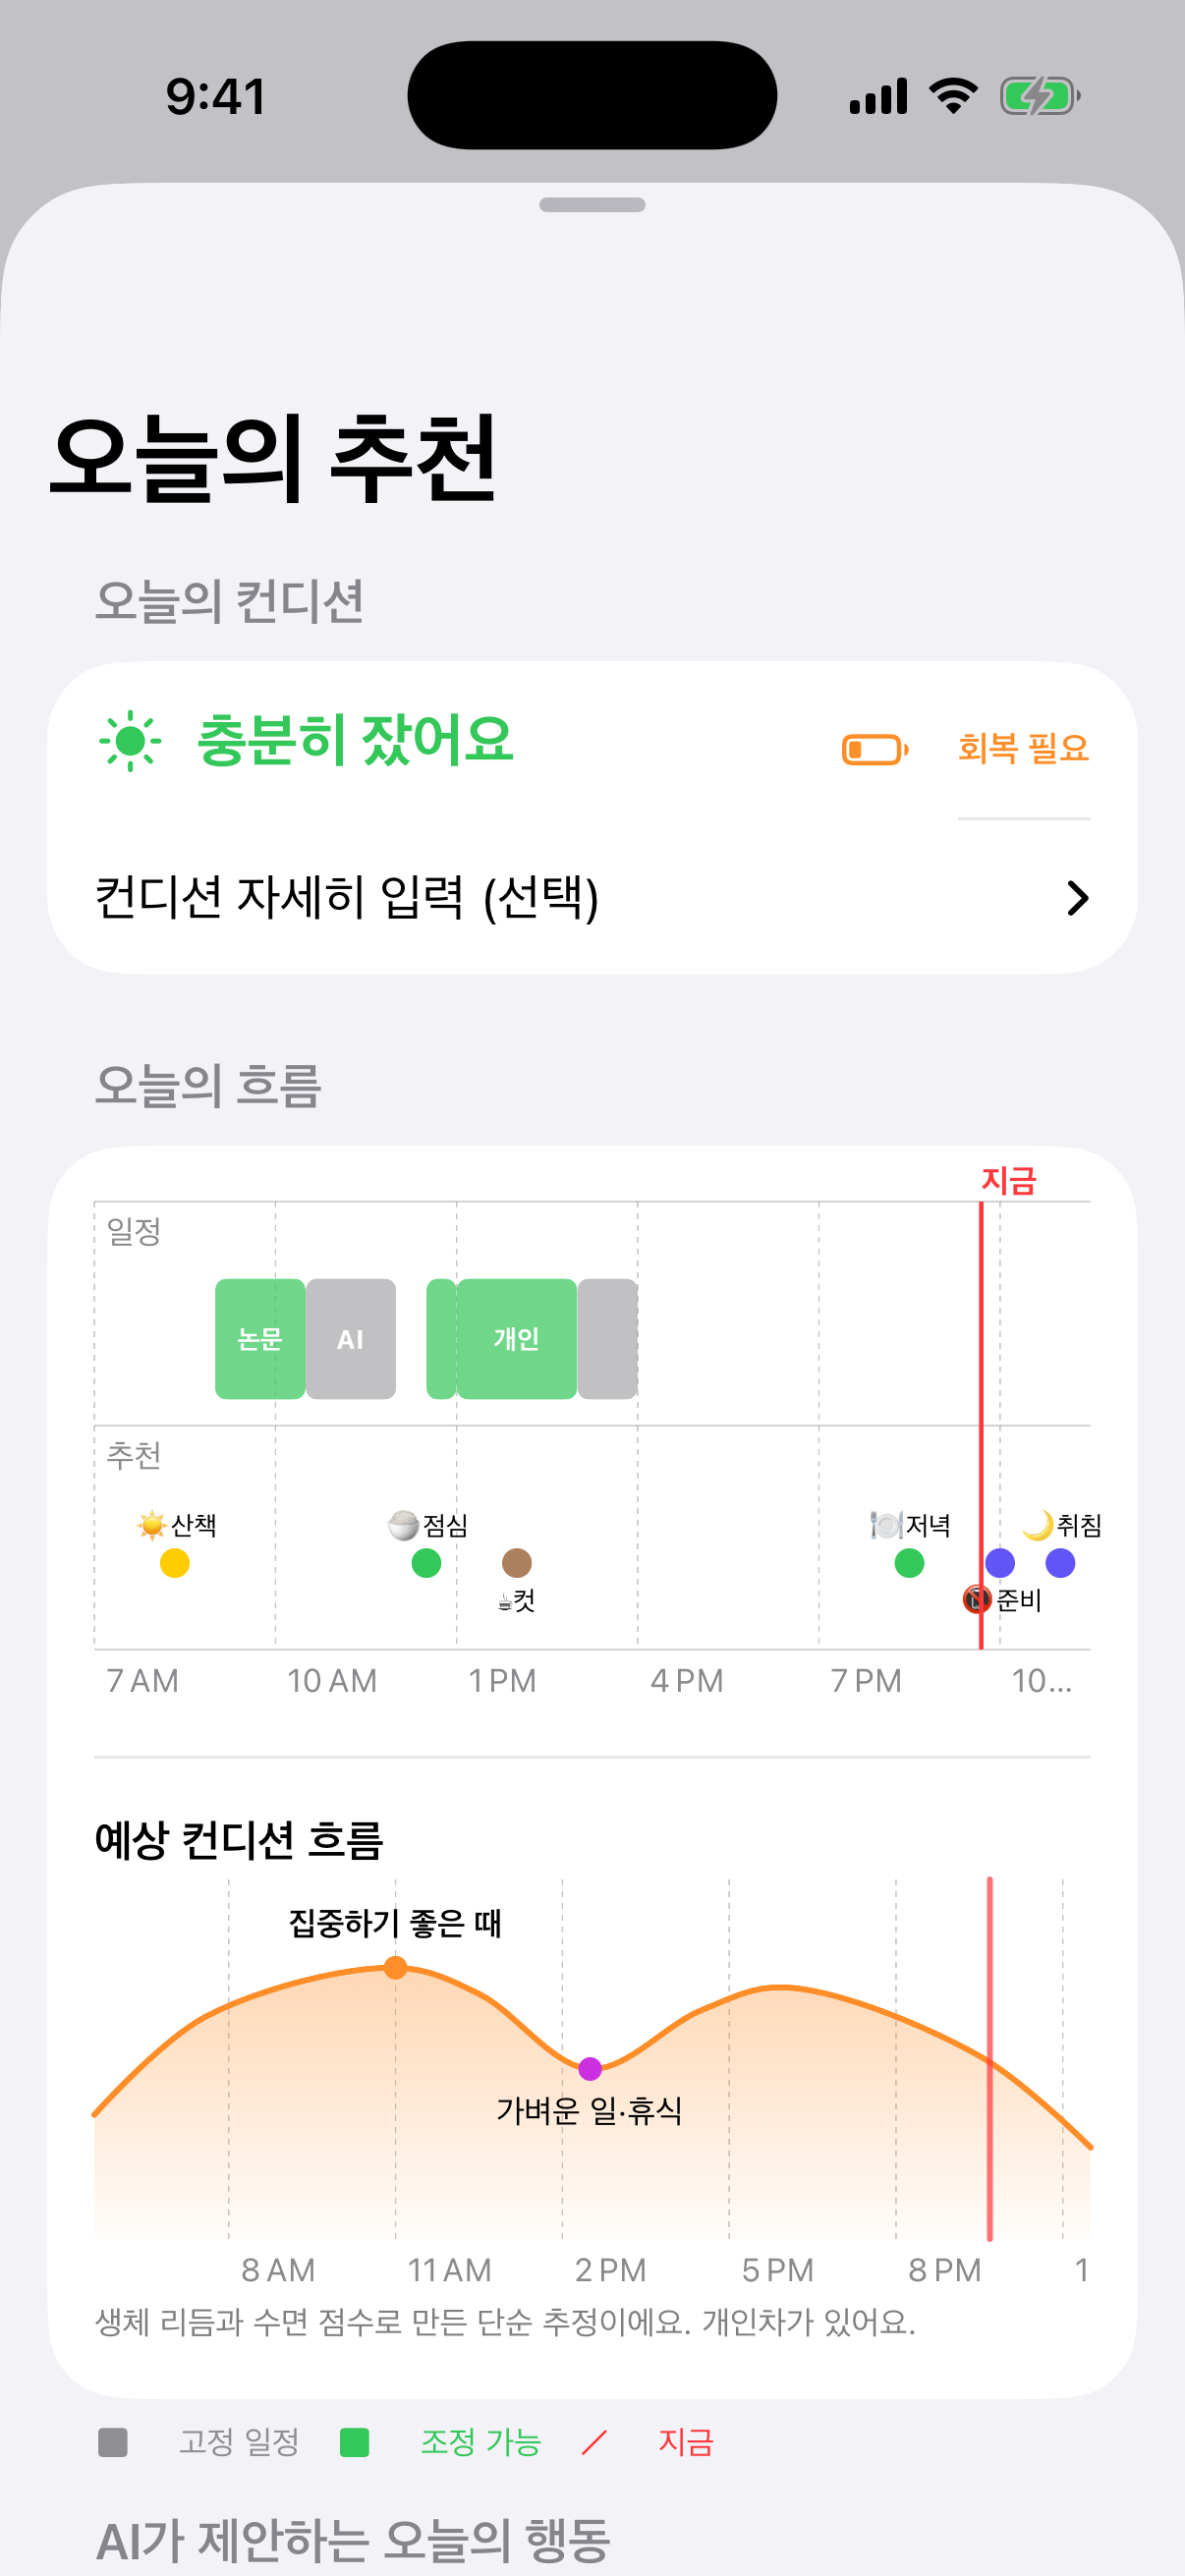 9:41
오늘의 추천
오늘의 컨디션
충분히 잤어요
회복 필요
컨디션 자세히 입력 (선택)
오늘의 흐름
지금
일정
논문 AI 개인
추천
산책 점심 저녁 취침
컷 준비
7 AM 10 AM 1 PM 4 PM 7 PM 10...
예상 컨디션 흐름
집중하기 좋은 때
가벼운 일·휴식
8 AM 11 AM 2 PM 5 PM 8 PM 1
생체 리듬과 수면 점수로 만든 단순 추정이에요. 개인차가 있어요.
고정 일정 조정 가능 지금
AI가 제안하는 오늘의 행동